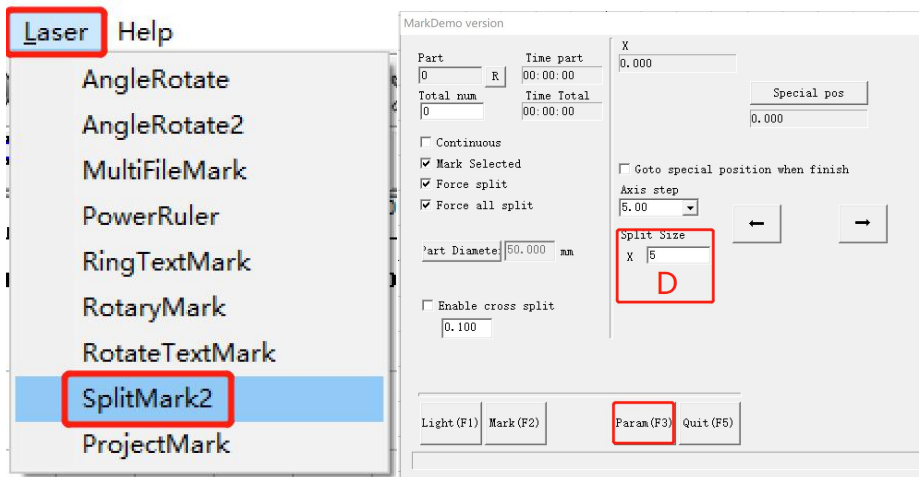 Laser Help
AngleRotate
AngleRotate2
MultiFileMark
PowerRuler
RingTextMark
RotaryMark
RotateTextMark
SplitMark2
ProjectMark
MarkDemo version
Part Time part
0 R 00:00:00
Total num Time Total
0 00:00:00
Continuous
Mark Selected
Force split
Force all split
Part Diamete 50.000 mm
Enable cross split
0.100
X
0.000
Special pos
0.000
Goto special position when finish
Axis step
5.00
← →
Split Size
X 5
D
Light(F1) Mark(F2) Param(F3) Quit(F5)